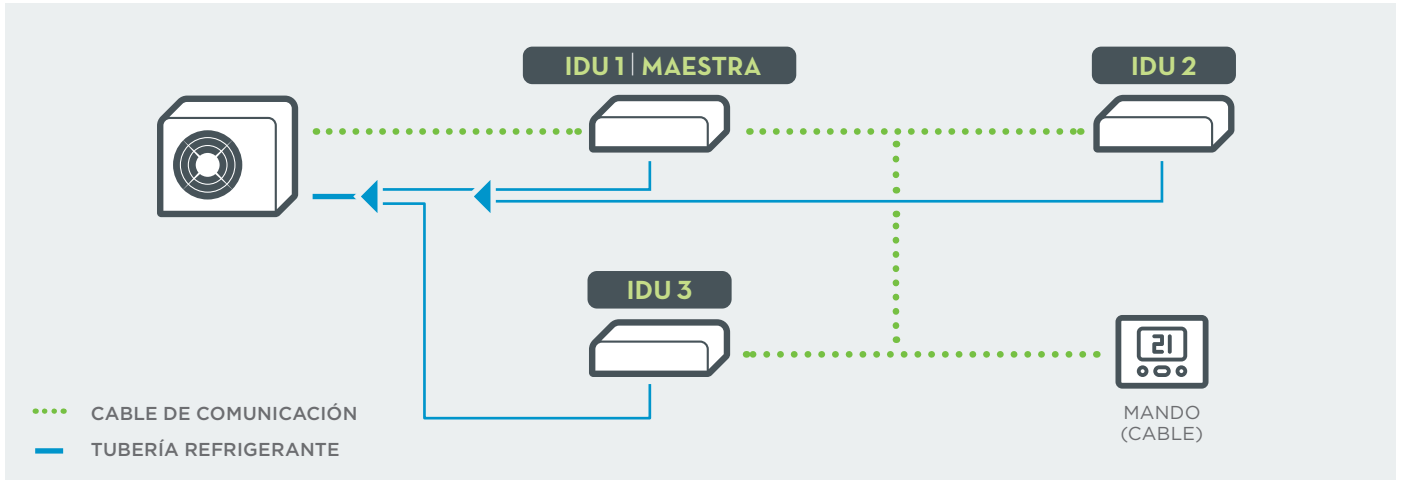 IDU 1 | MAESTRA
IDU 2
IDU 3
21
CABLE DE COMUNICACIÓN
TUBERÍA REFRIGERANTE
MANDO
(CABLE)